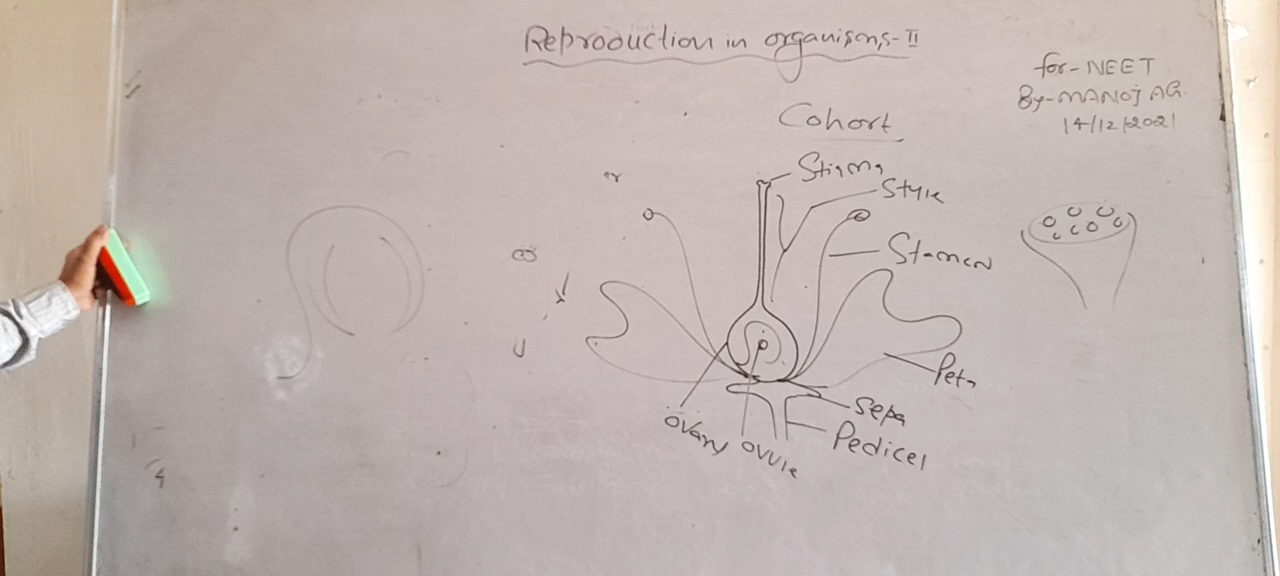 Reproduction in organisms-II
for-NEET
By-MANOJ AG.
14/12/2021
Cohort
Stigma
Style
Stamen
Peta
Sepa
Pedicel
Ovary
Ovule